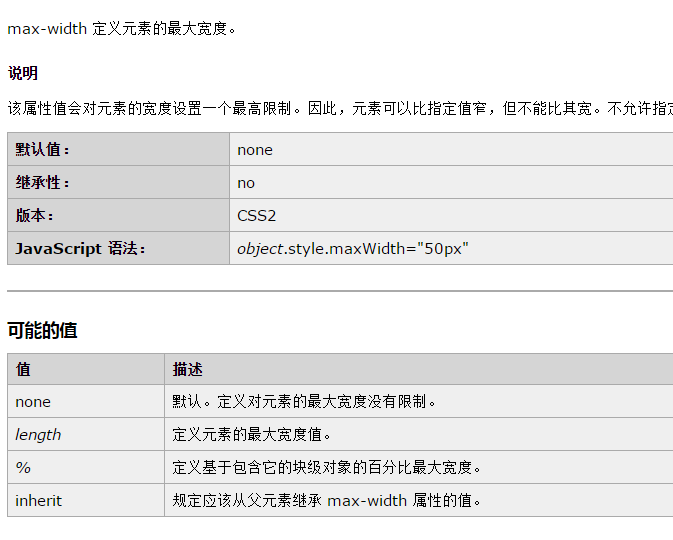 max-width 定义元素的最大宽度。
说明
该属性值会对元素的宽度设置一个最高限制。因此，元素可以比指定值窄，但不能比其宽。不允许指定
默认值： none
继承性： no
版本： CSS2
JavaScript 语法： object.style.maxWidth="50px"
可能的值
值 描述
none 默认。定义对元素的最大宽度没有限制。
length 定义元素的最大宽度值。
% 定义基于包含它的块级对象的百分比最大宽度。
inherit 规定应该从父元素继承 max-width 属性的值。